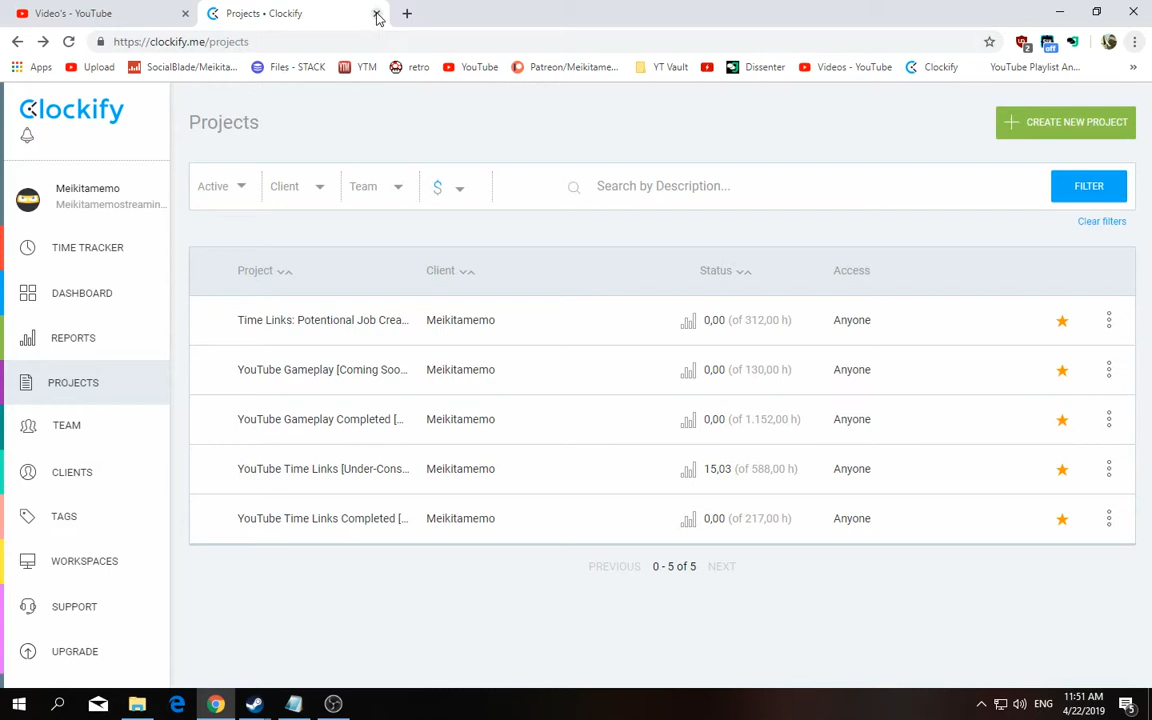 Video's - YouTube
Projects • Clockify
https://clockify.me/projects
2
off
Apps
Upload
SocialBlade/Meikita...
Files - STACK
YTM
YTM
retro
YouTube
Patreon/Meikitame...
YT Vault
Dissenter
Videos - YouTube
Clockify
YouTube Playlist An...
»
Clockify
Projects
CREATE NEW PROJECT
Meikitamemo
Meikitamemostreamin...
Active
Client
Team
$
Search by Description...
FILTER
Clear filters
TIME TRACKER
DASHBOARD
REPORTS
PROJECTS
TEAM
CLIENTS
TAGS
WORKSPACES
SUPPORT
UPGRADE
Project
Client
Status
Access
Time Links: Potentional Job Crea...
Meikitamemo
0,00 (of 312,00 h)
Anyone
YouTube Gameplay [Coming Soo...
Meikitamemo
0,00 (of 130,00 h)
Anyone
YouTube Gameplay Completed [...
Meikitamemo
0,00 (of 1.152,00 h)
Anyone
YouTube Time Links [Under-Cons...
Meikitamemo
15,03 (of 588,00 h)
Anyone
YouTube Time Links Completed [...
Meikitamemo
0,00 (of 217,00 h)
Anyone
PREVIOUS
0 - 5 of 5
NEXT
ENG
11:51 AM
4/22/2019
5